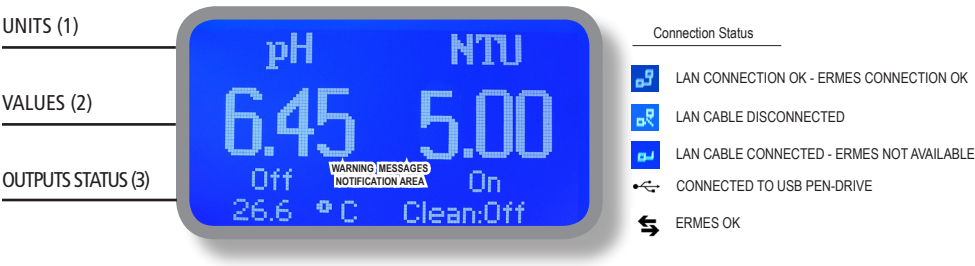 UNITS (1)
VALUES (2)
OUTPUTS STATUS (3)
pH NTU
6.45 5.00
WARNING MESSAGES
NOTIFICATION AREA
Off On
26.6 °C Clean:Off
Connection Status
LAN CONNECTION OK - ERMES CONNECTION OK
LAN CABLE DISCONNECTED
LAN CABLE CONNECTED - ERMES NOT AVAILABLE
CONNECTED TO USB PEN-DRIVE
ERMES OK